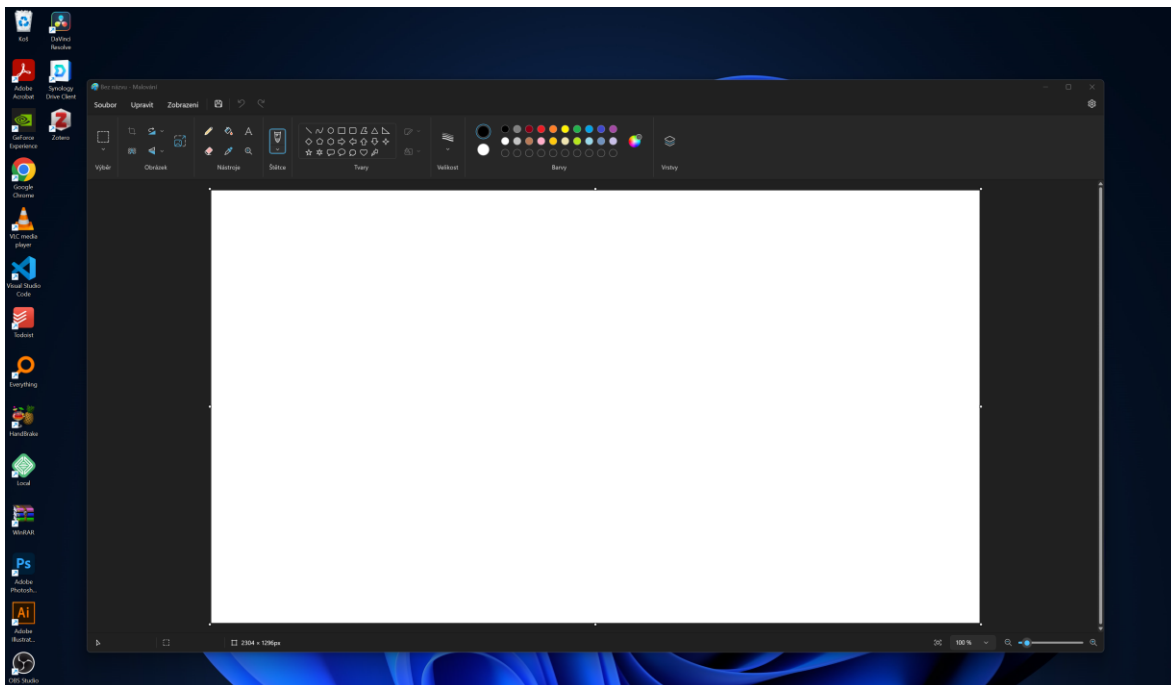 Koš
DaVinci
Resolve
Adobe
Acrobat
Synology
Drive Client
GeForce
Experience
Zotero
Google
Chrome
VLC media
player
Visual Studio
Code
Todoist
Everything
HandBrake
Local
WinRAR
Ps
Adobe
Photosh...
Ai
Adobe
Illustrat...
OBS Studio
Bez názvu - Malování
Soubor Upravit Zobrazení
A
Výběr Obrázek Nástroje Štětce Tvary Velikost Barvy Vrstvy
2304 × 1296px
100 %